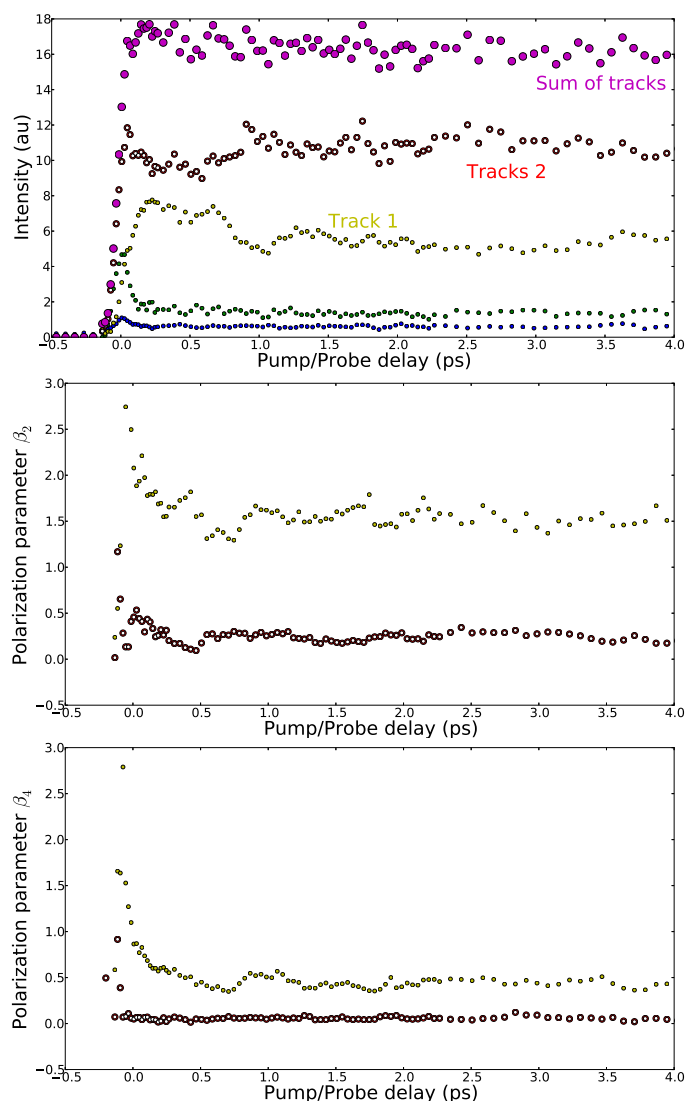 18
16
14
12
10
8
6
4
2
0
Intensity (au)
Sum of tracks
Tracks 2
Track 1
−0.5 0.0 0.5 1.0 1.5 2.0 2.5 3.0 3.5 4.0
Pump/Probe delay (ps)
3.0
2.5
2.0
1.5
1.0
0.5
0.0
−0.5
Polarization parameter β₂
−0.5 0.0 0.5 1.0 1.5 2.0 2.5 3.0 3.5 4.0
Pump/Probe delay (ps)
3.0
2.5
2.0
1.5
1.0
0.5
0.0
−0.5
Polarization parameter β₄
−0.5 0.0 0.5 1.0 1.5 2.0 2.5 3.0 3.5 4.0
Pump/Probe delay (ps)